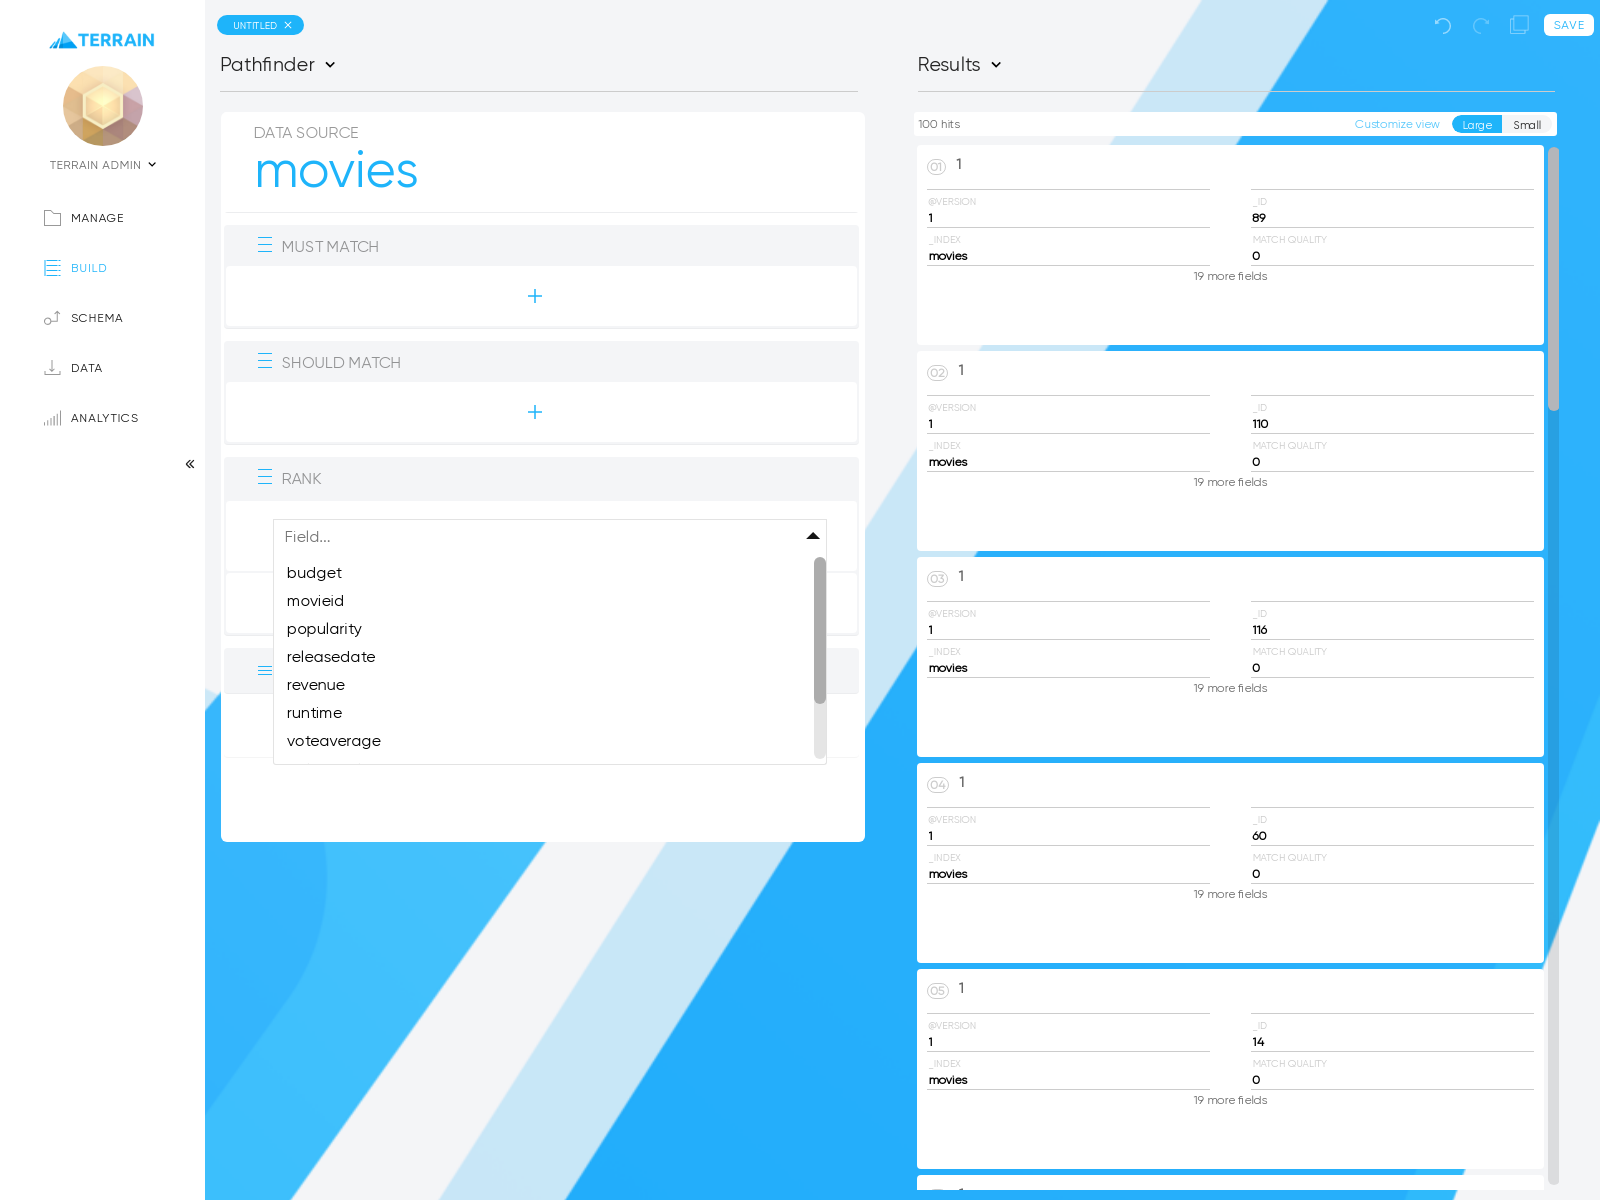 TERRAIN
TERRAIN ADMIN
MANAGE
BUILD
SCHEMA
DATA
ANALYTICS
UNTITLED
Pathfinder
DATA SOURCE
movies
MUST MATCH
+
SHOULD MATCH
+
RANK
Field...
budget
movieid
popularity
releasedate
revenue
runtime
voteaverage
SAVE
Results
100 hits
Customize view
Large
Small
01 1
@VERSION _ID
1 89
_INDEX MATCH QUALITY
movies 0
19 more fields
02 1
@VERSION _ID
1 110
_INDEX MATCH QUALITY
movies 0
19 more fields
03 1
@VERSION _ID
1 116
_INDEX MATCH QUALITY
movies 0
19 more fields
04 1
@VERSION _ID
1 60
_INDEX MATCH QUALITY
movies 0
19 more fields
05 1
@VERSION _ID
1 14
_INDEX MATCH QUALITY
movies 0
19 more fields